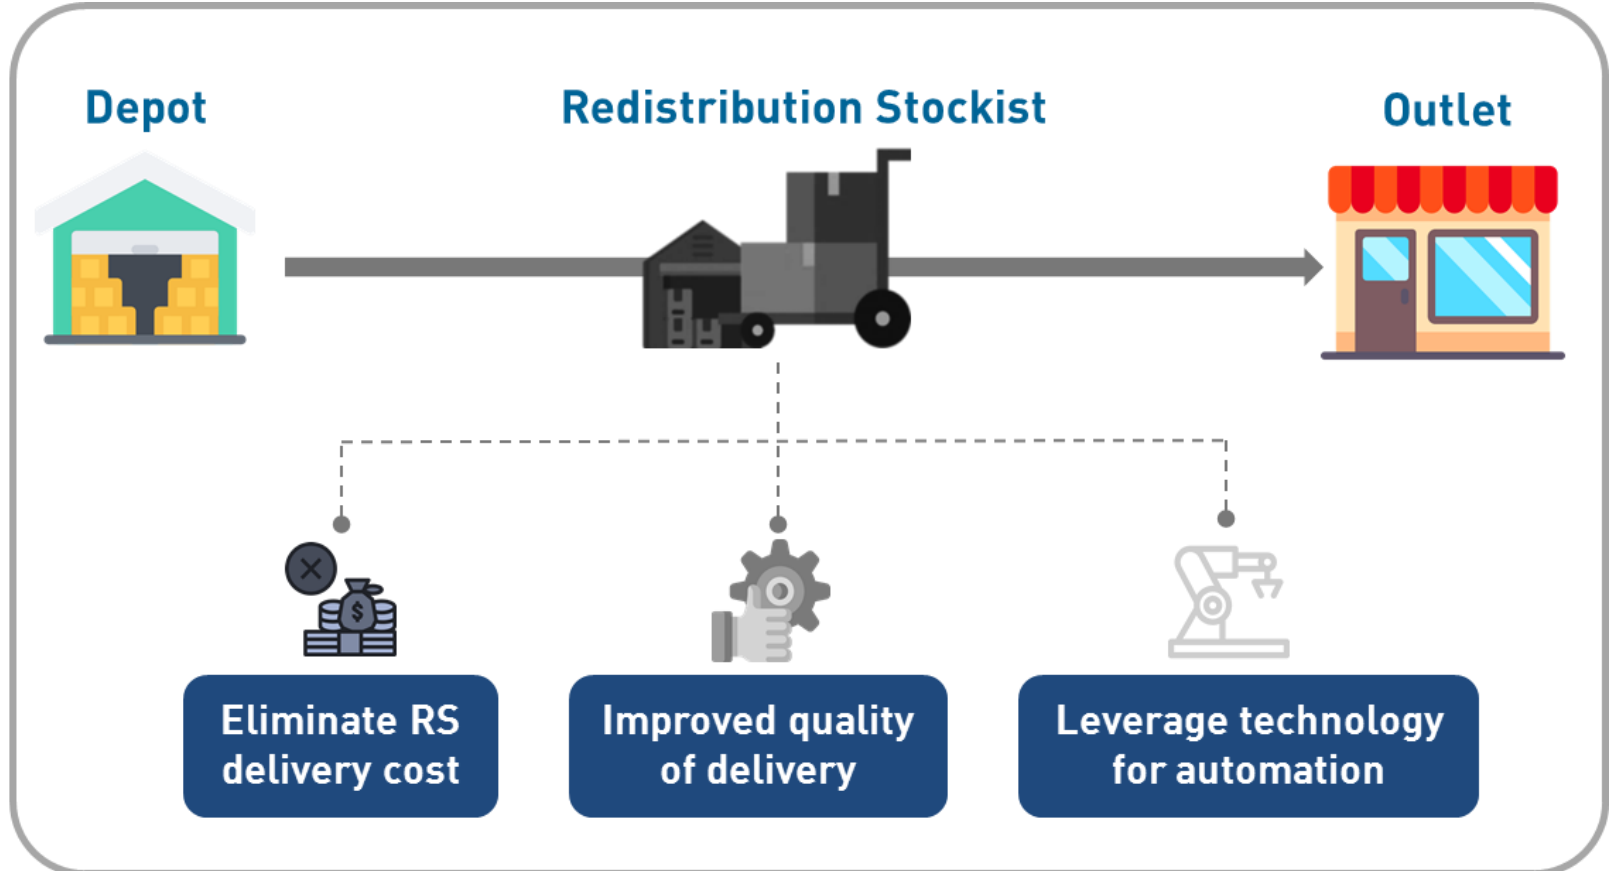 Depot
Redistribution Stockist
Outlet
$
Eliminate RS
delivery cost
Improved quality
of delivery
Leverage technology
for automation